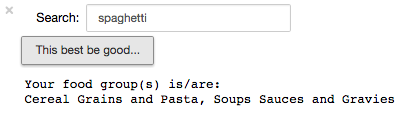 Search: spaghetti
This best be good...
Your food group(s) is/are:
Cereal Grains and Pasta, Soups Sauces and Gravies